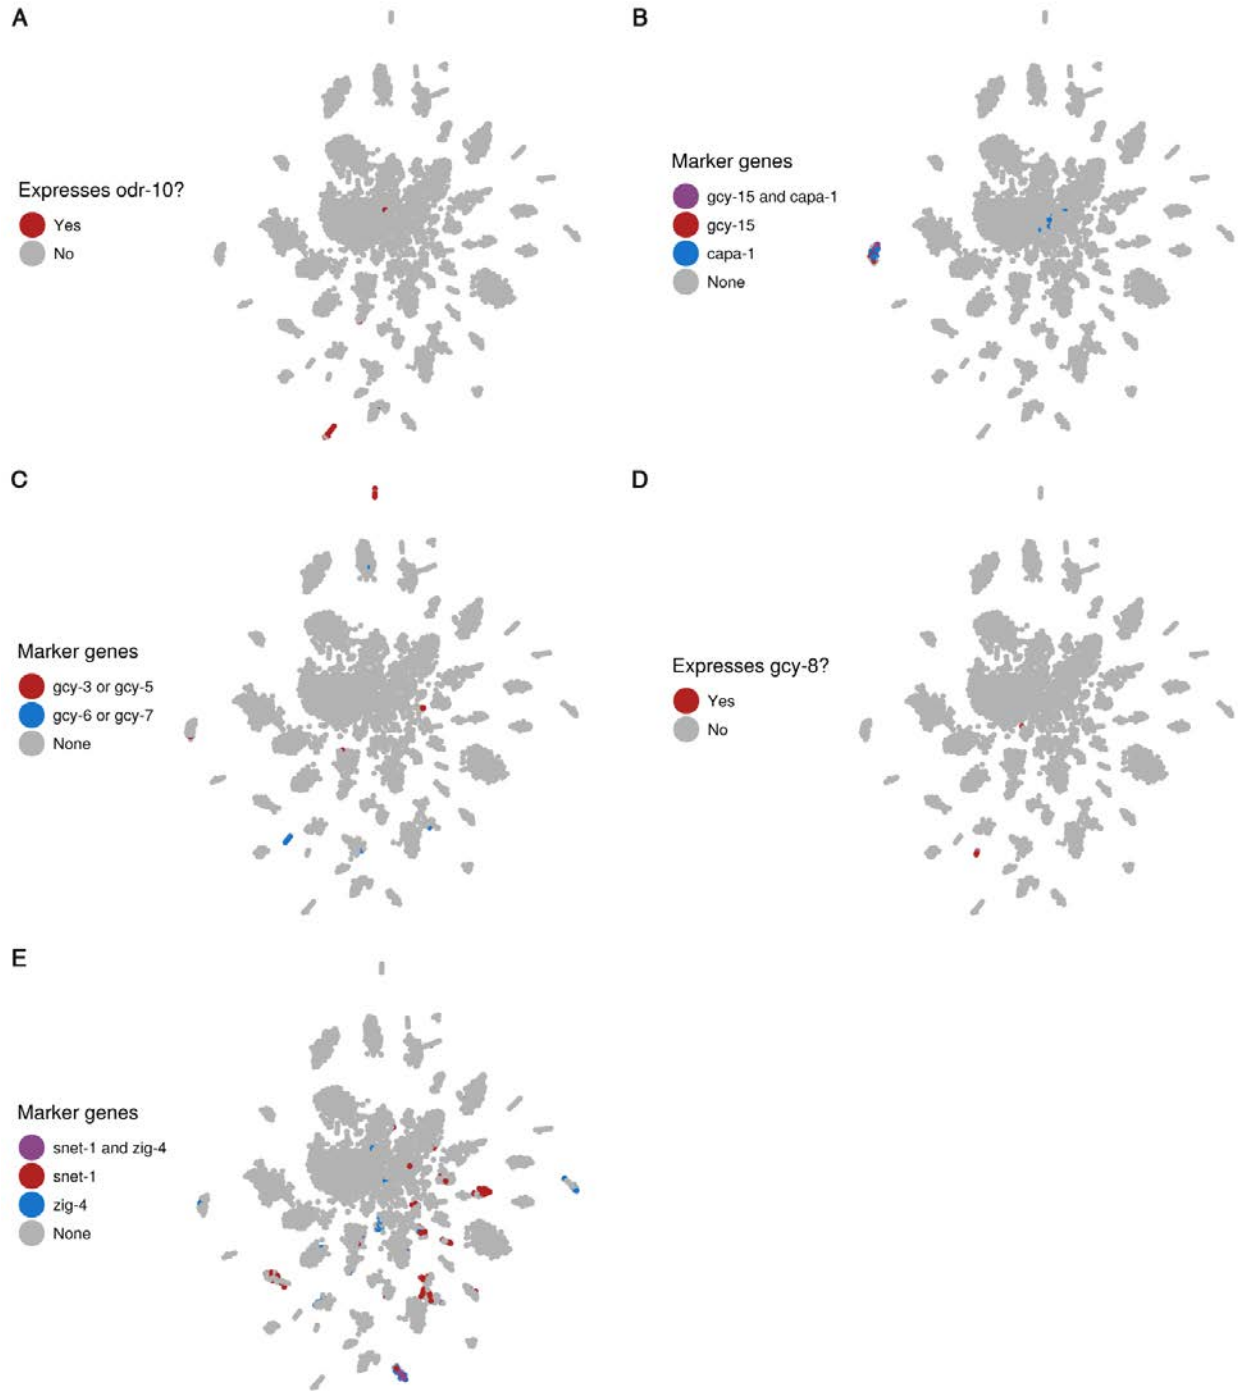 A
Expresses odr-10?
Yes
No
B
Marker genes
gcy-15 and capa-1
gcy-15
capa-1
None
C
Marker genes
gcy-3 or gcy-5
gcy-6 or gcy-7
None
D
Expresses gcy-8?
Yes
No
E
Marker genes
snet-1 and zig-4
snet-1
zig-4
None